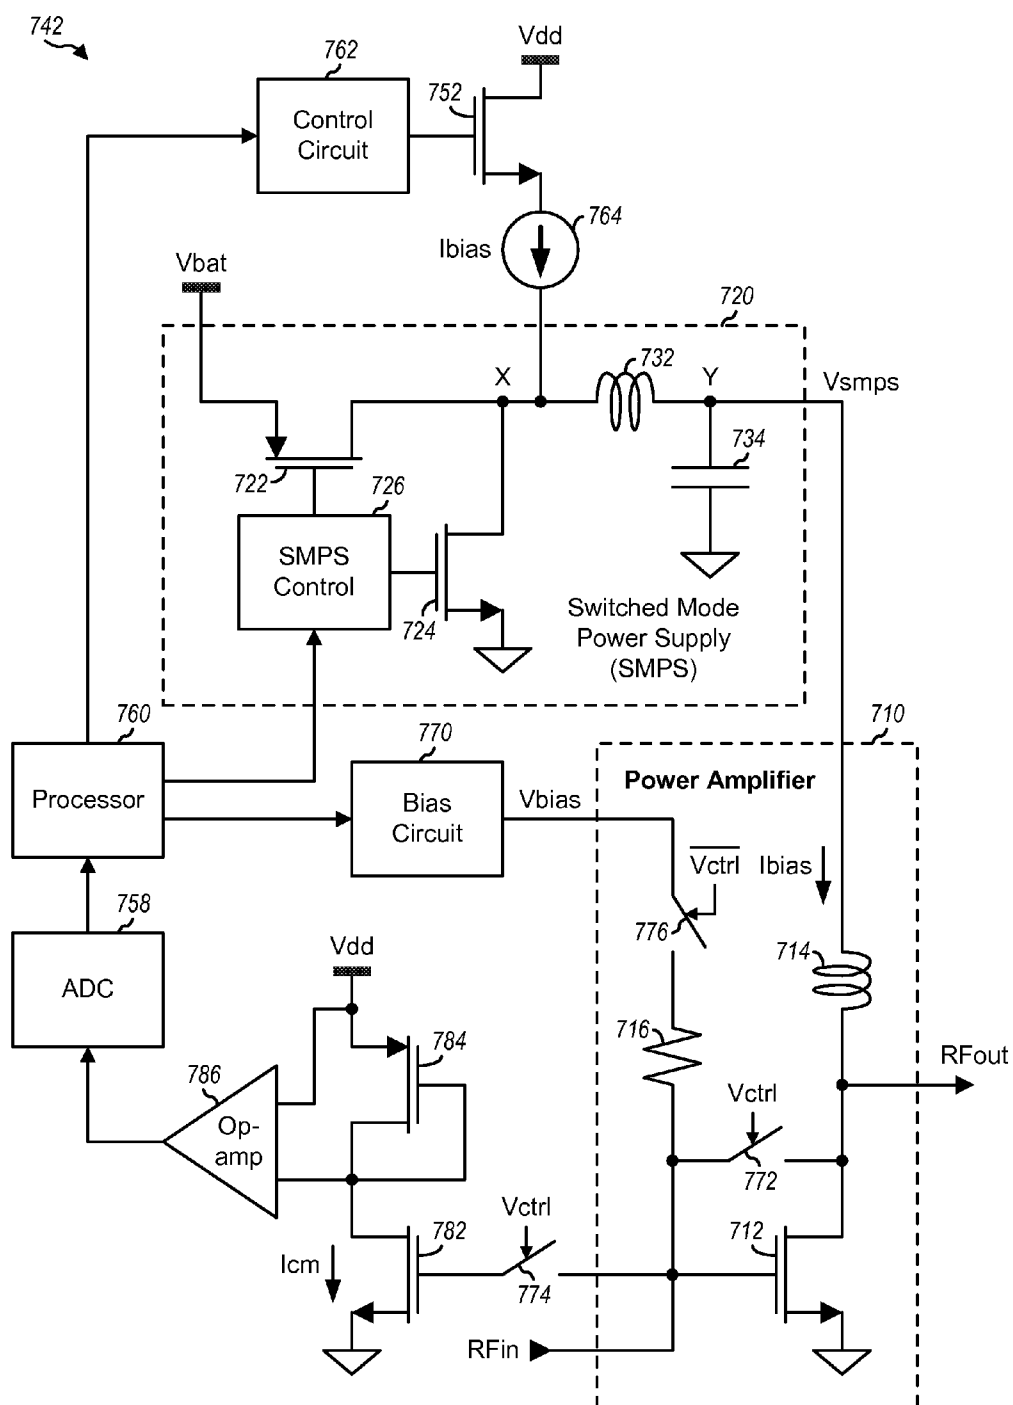 742
Vdd
762
752
Control
Circuit
764
Ibias
Vbat
720
732
X
Y
Vsmps
734
722
726
SMPS
Control
724
Switched Mode
Power Supply
(SMPS)
760
770
710
Processor
Bias
Circuit
Vbias
Power Amplifier
Vctrl
Ibias
776
758
Vdd
714
ADC
716
784
RFout
786
Op-
amp
Vctrl
772
Vctrl
782
712
Icm
774
RFin